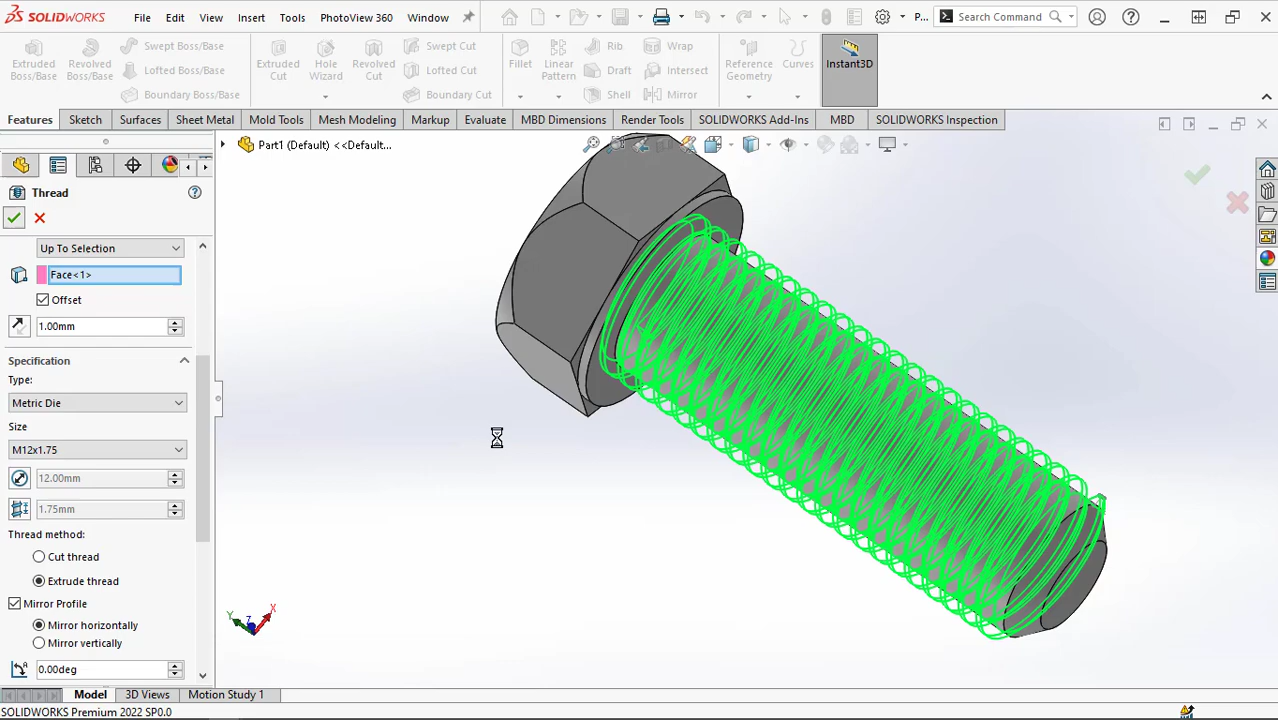 SOLIDWORKS File Edit View Insert Tools PhotoView 360 Window P... Search Command
Extruded Boss/Base
Revolved Boss/Base
Swept Boss/Base
Lofted Boss/Base
Boundary Boss/Base
Extruded Cut
Hole Wizard
Revolved Cut
Swept Cut
Lofted Cut
Boundary Cut
Fillet
Linear Pattern
Rib
Draft
Shell
Wrap
Intersect
Mirror
Reference Geometry
Curves
Instant3D
Features Sketch Surfaces Sheet Metal Mold Tools Mesh Modeling Markup Evaluate MBD Dimensions Render Tools SOLIDWORKS Add-Ins MBD SOLIDWORKS Inspection
Part1 (Default) <<Default...
Thread
Up To Selection
Face<1>
Offset
1.00mm
Specification
Type:
Metric Die
Size
M12x1.75
12.00mm
1.75mm
Thread method:
Cut thread
Extrude thread
Mirror Profile
Mirror horizontally
Mirror vertically
0.00deg
Y Z X
Model 3D Views Motion Study 1
SOLIDWORKS Premium 2022 SP0.0